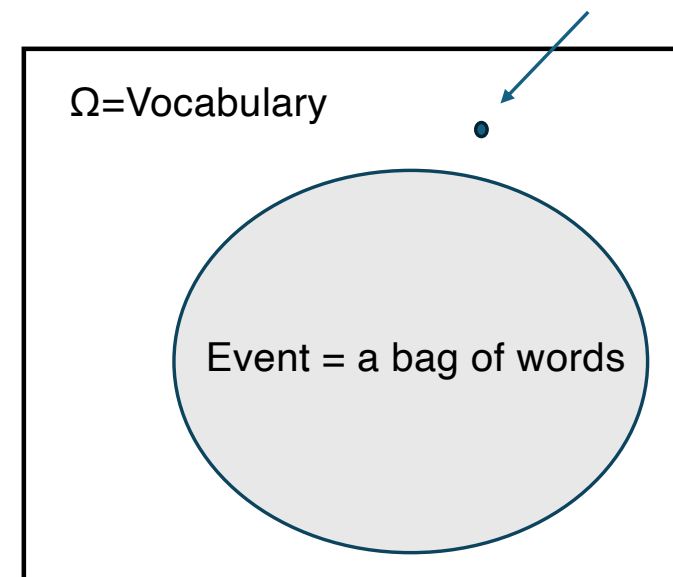 Ω=Vocabulary
Event = a bag of words